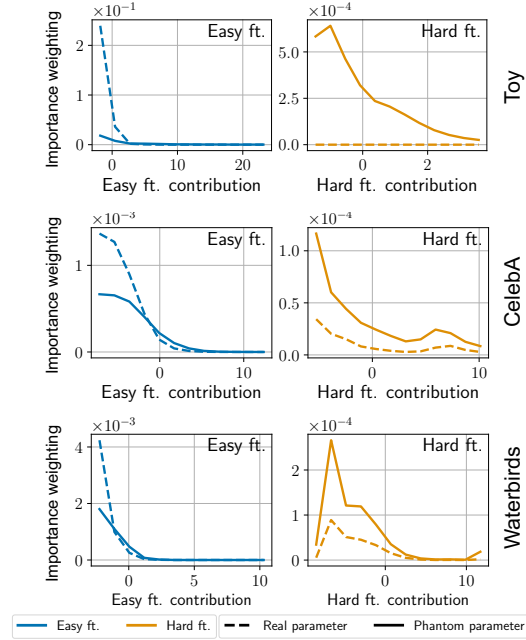 ×10⁻¹
Easy ft.
2
1
0
0
10
20
Importance weighting
Easy ft. contribution
×10⁻⁴
Hard ft.
5.0
2.5
0.0
0
2
Hard ft. contribution
Toy
×10⁻³
Easy ft.
1
0
0
10
Importance weighting
Easy ft. contribution
×10⁻⁴
Hard ft.
1.0
0.5
0.0
0
10
Hard ft. contribution
CelebA
×10⁻³
Easy ft.
4
2
0
0
5
10
Importance weighting
Easy ft. contribution
×10⁻⁴
Hard ft.
2
1
0
0
Hard ft. contribution
Waterbirds
Easy ft.
Hard ft.
Real parameter
Phantom parameter